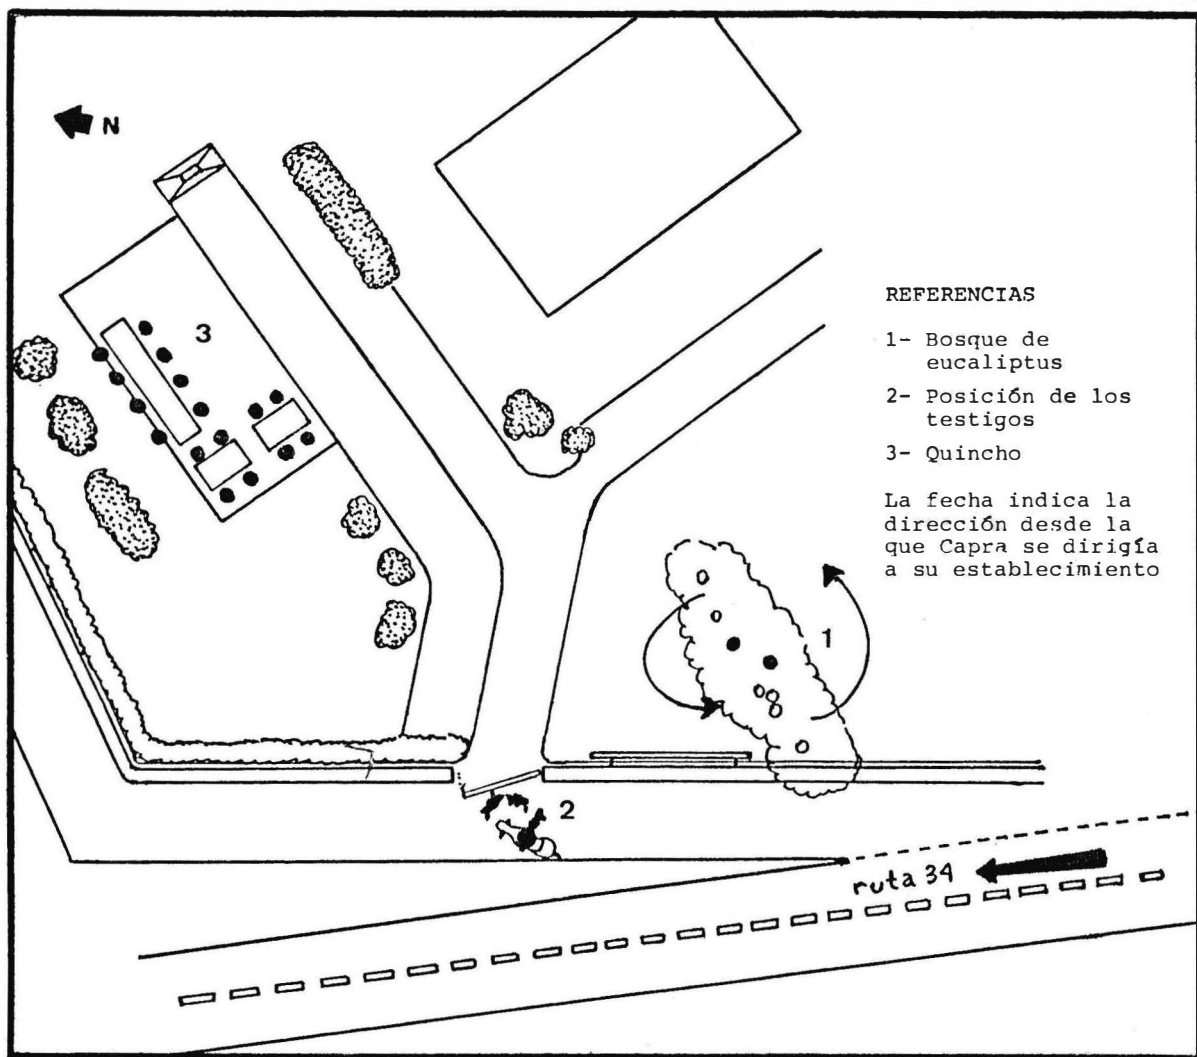 N
3
REFERENCIAS
1- Bosque de
eucaliptus
2- Posición de los
testigos
3- Quincho
La fecha indica la
dirección desde la
que Capra se dirigía
a su establecimiento
1
2
ruta 34